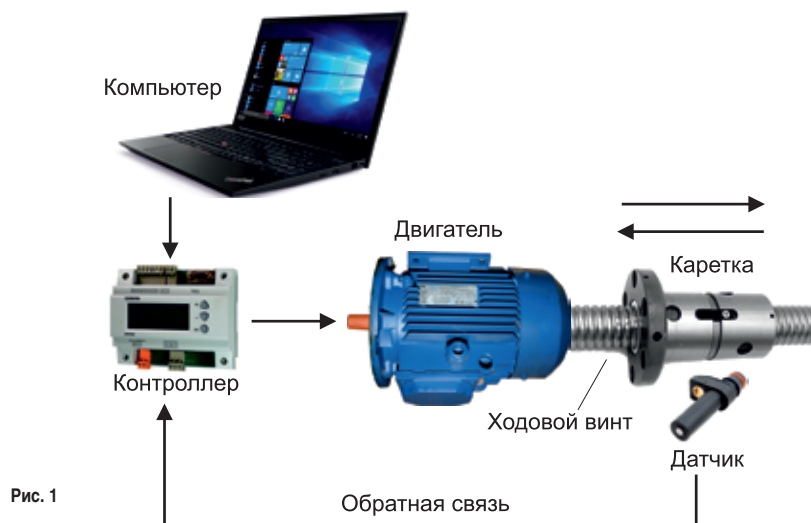 Компьютер
Двигатель
Каретка
Контроллер
Ходовой винт
Датчик
Рис. 1
Обратная связь